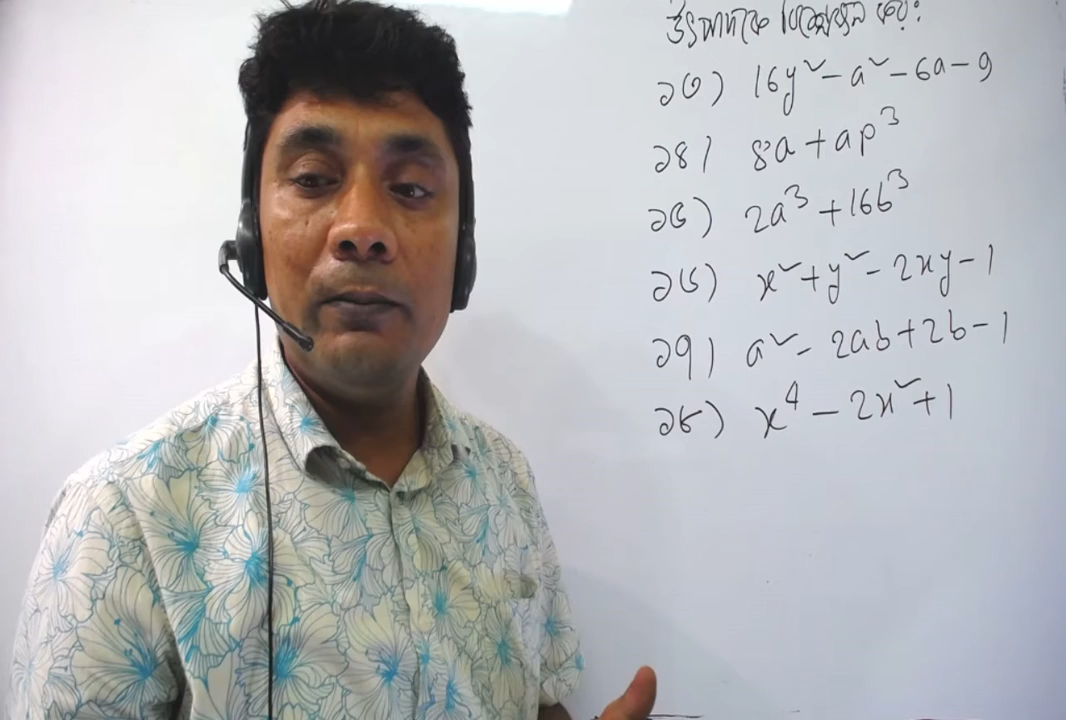 উৎপাদকে বিশ্লেষণ কর:
১৩) 16y² - a² - 6a - 9
১৪) 8a + ap³
১৫) 2a³ + 16b³
১৬) x² + y² - 2xy - 1
১৭) a² - 2ab + 2b - 1
১৮) x⁴ - 2x² + 1